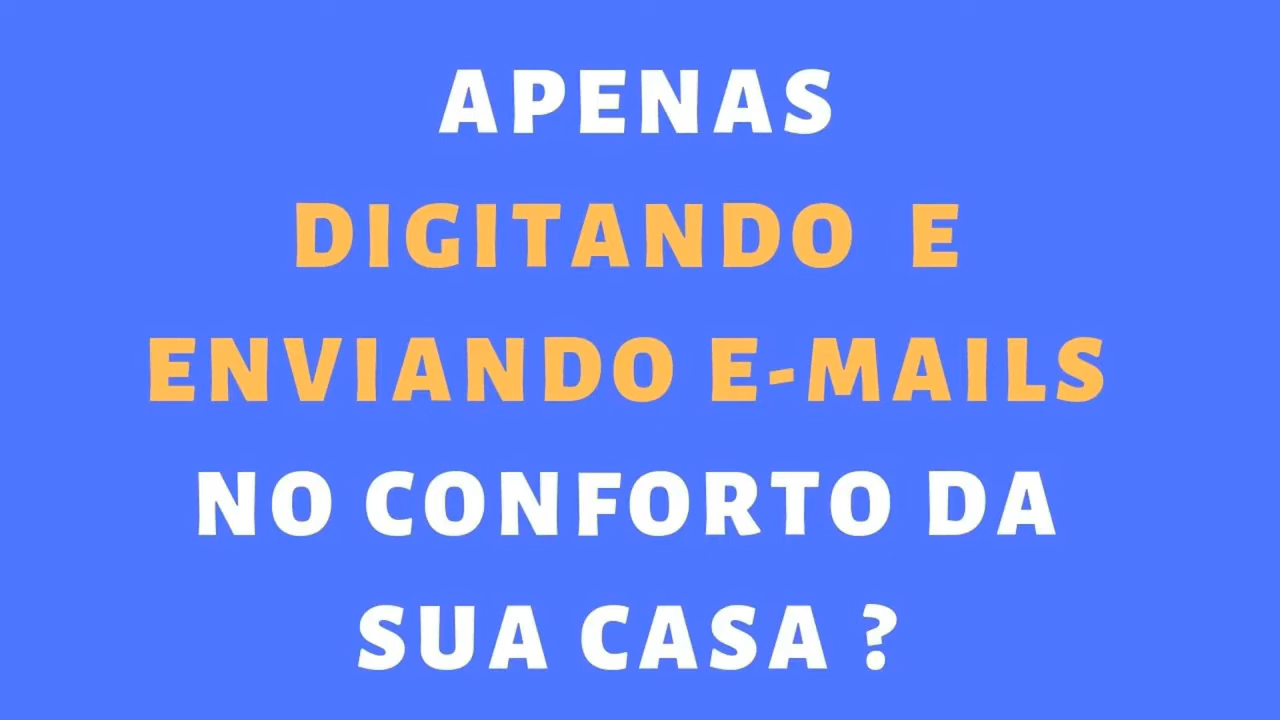 APENAS
DIGITANDO E
ENVIANDO E-MAILS
NO CONFORTO DA
SUA CASA ?